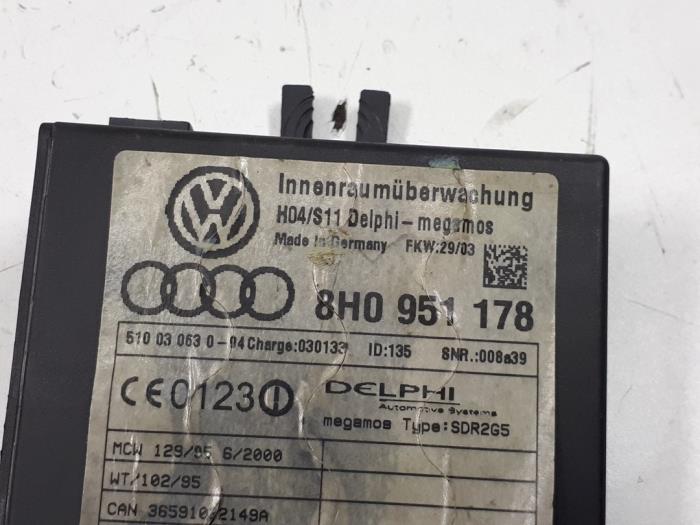 Innenraumüberwachung
H04/S11 Delphi-megamos
Made in Germany FKW:29/03
8H0 951 178
510 03 063 0 -04 Charge:030133 ID:135 SNR.:008a39
CE0123
DELPHI
Automotive Systems
megamos Type:SDR2G5
MCW 129/95 6/2000
WT/102/95
CAN 365910/2149A